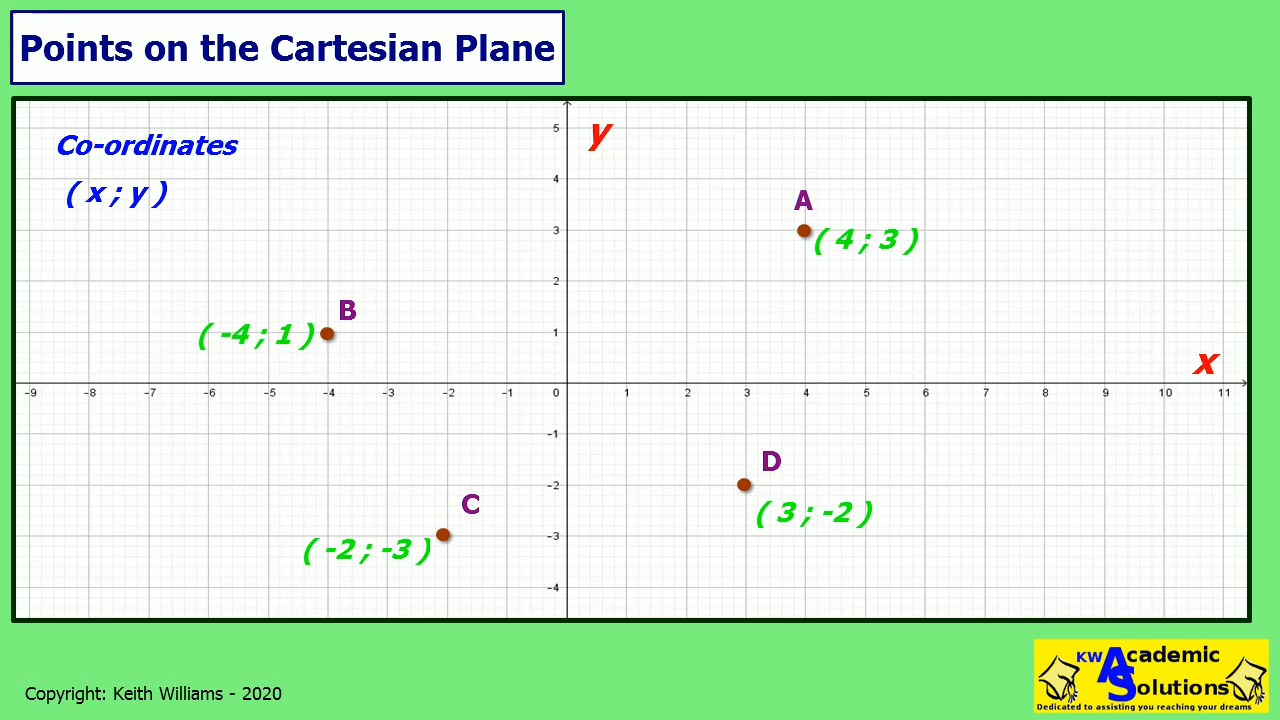 Points on the Cartesian Plane
Co-ordinates
( x ; y )
y
x
A
( 4 ; 3 )
B
( -4 ; 1 )
C
( -2 ; -3 )
D
( 3 ; -2 )
5
4
3
2
1
-9 -8 -7 -6 -5 -4 -3 -2 -1 0 1 2 3 4 5 6 7 8 9 10 11
-1
-2
-3
-4
Copyright: Keith Williams - 2020
KW Academic
Solutions
Dedicated to assisting you reaching your dreams